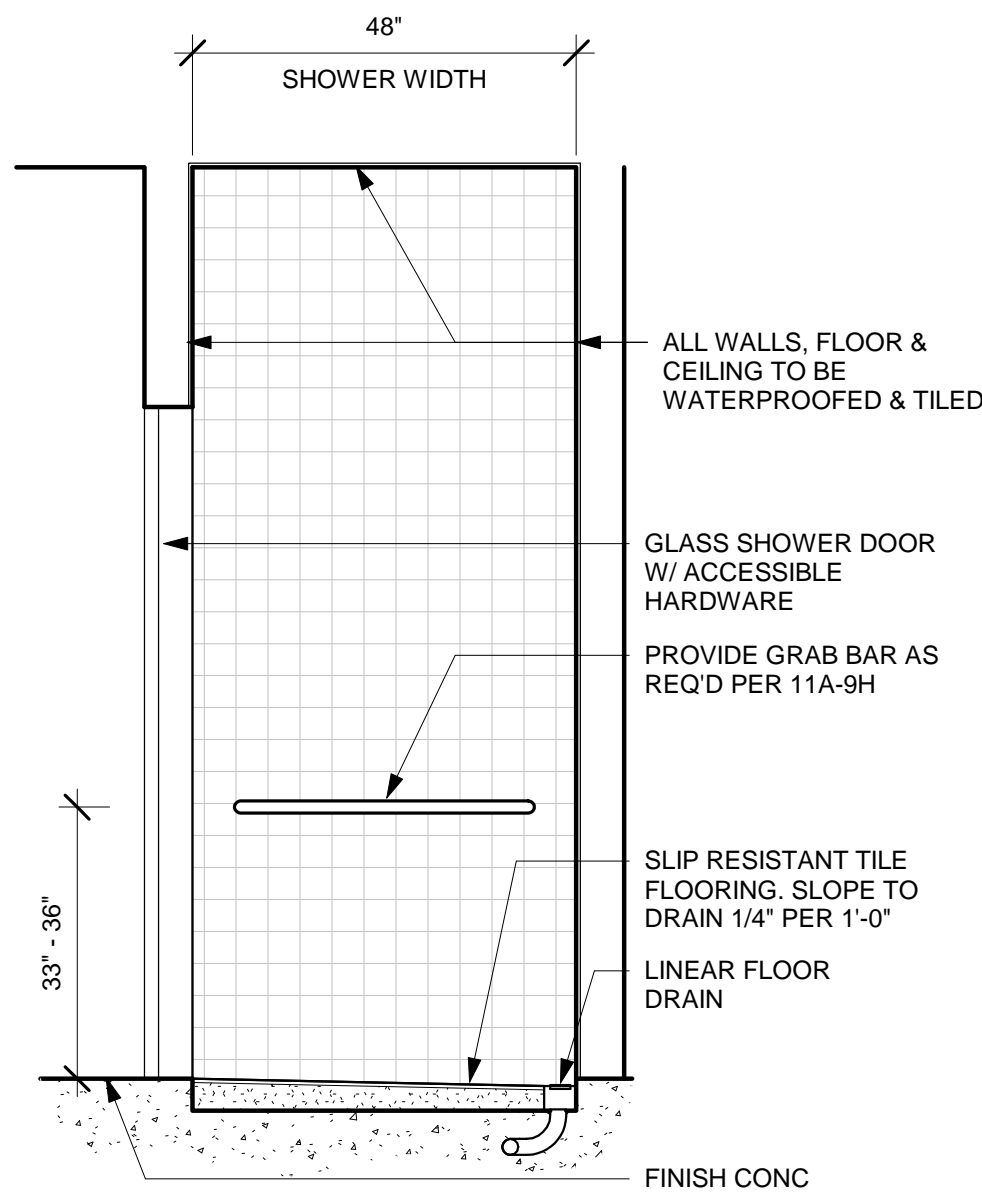 48"
SHOWER WIDTH
ALL WALLS, FLOOR &
CEILING TO BE
WATERPROOFED & TILED
GLASS SHOWER DOOR
W/ ACCESSIBLE
HARDWARE
PROVIDE GRAB BAR AS
REQ'D PER 11A-9H
33" - 36"
SLIP RESISTANT TILE
FLOORING. SLOPE TO
DRAIN 1/4" PER 1'-0"
LINEAR FLOOR
DRAIN
FINISH CONC